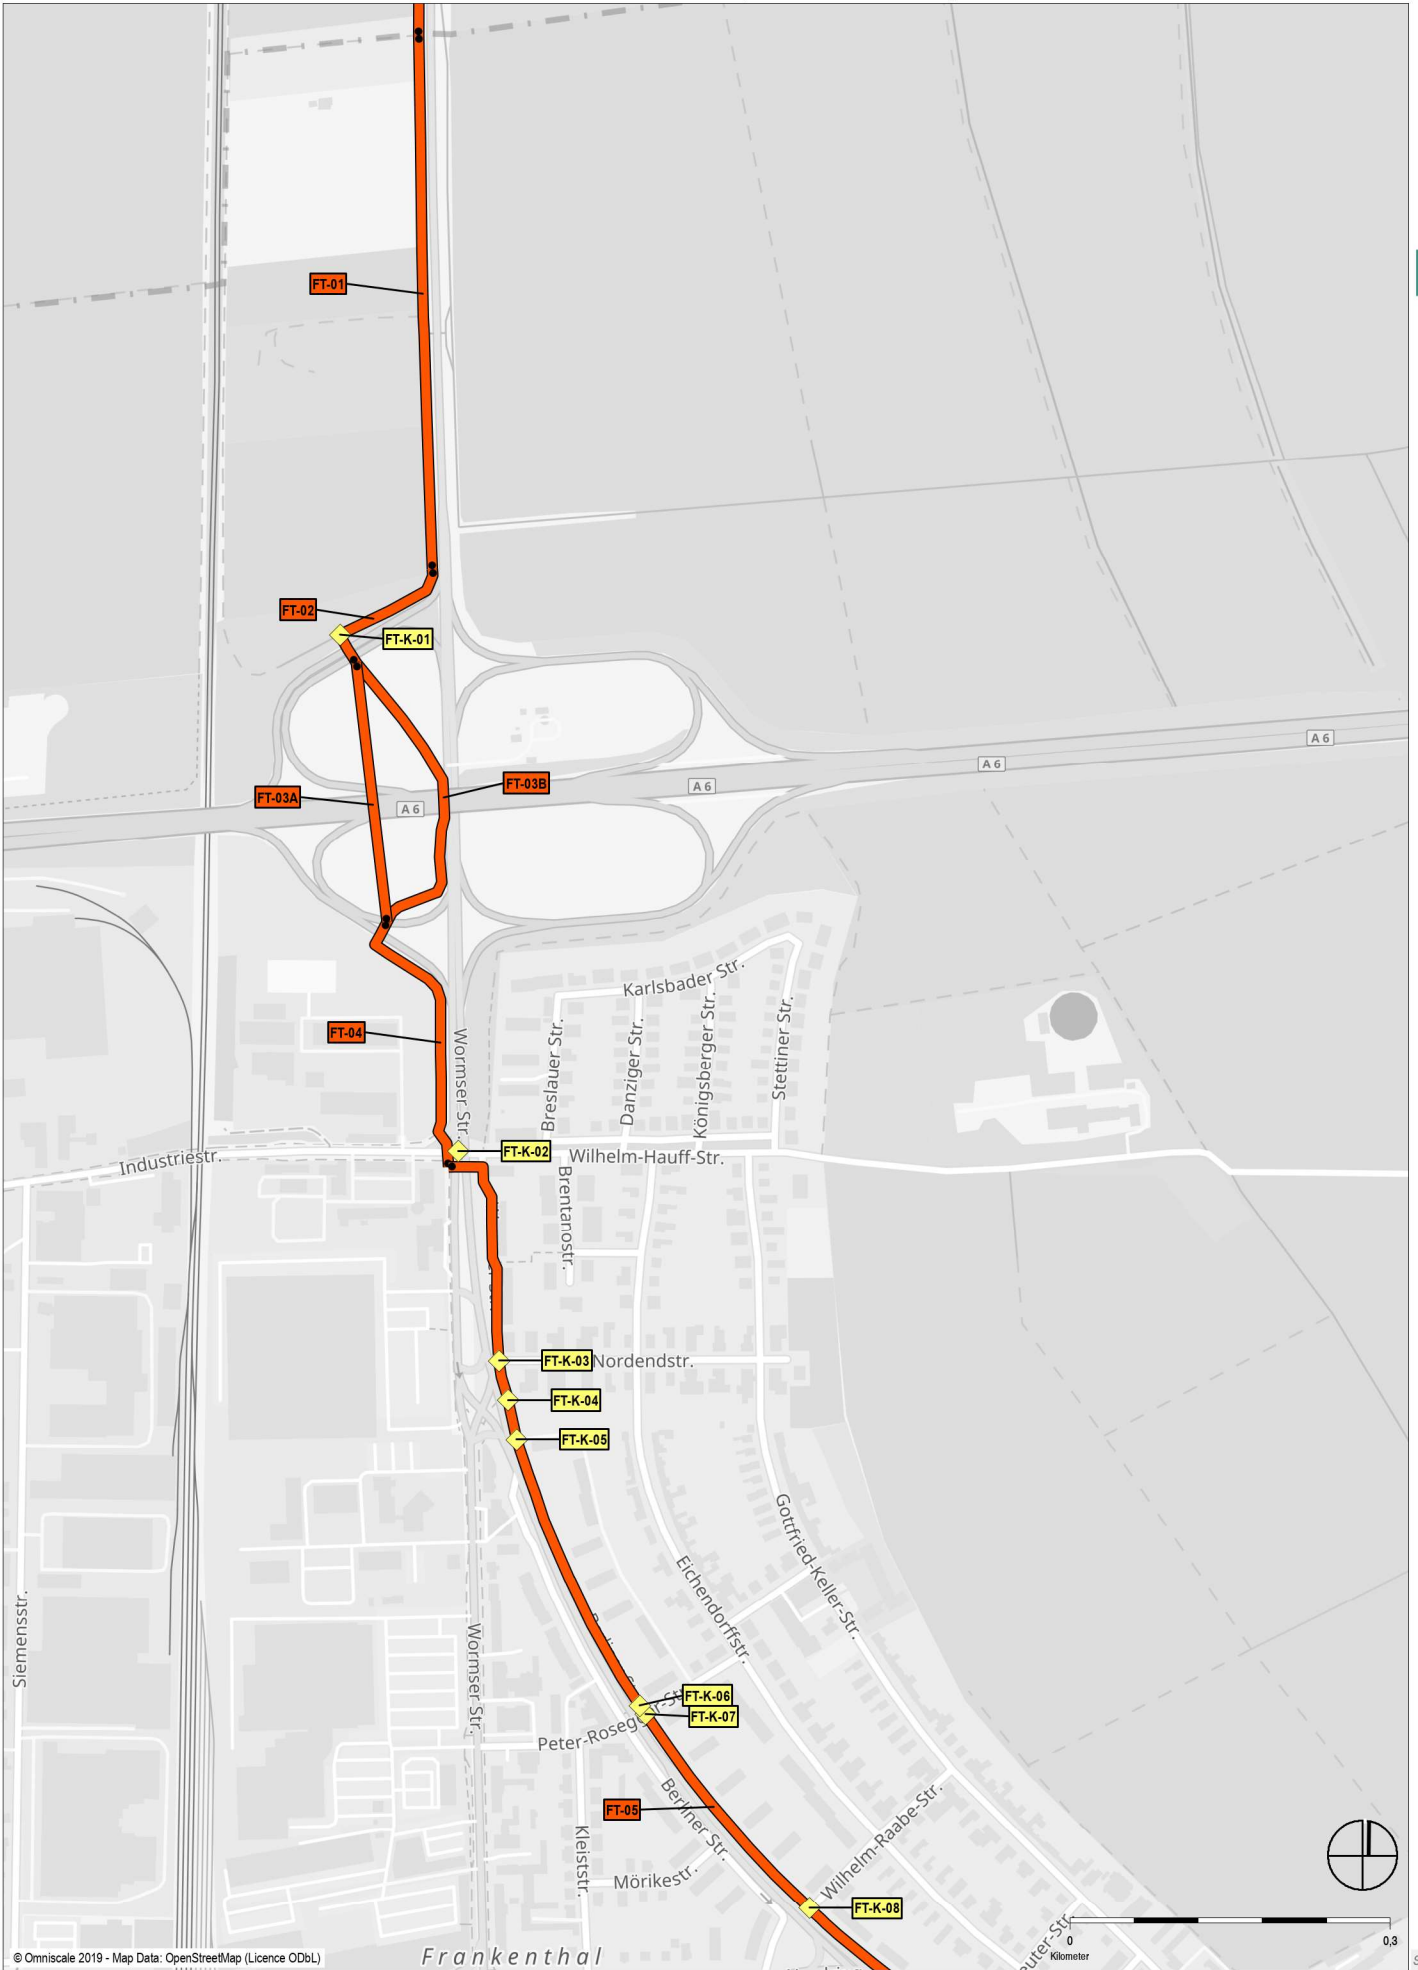 FT-01
FT-02
FT-K-01
A 6
A 6
FT-03B
FT-03A
A 6
A 6
Karlsbader Str.
FT-04
Wormser Str.
Breslauer Str.
Danziger Str.
Königsberger Str.
Stettiner Str.
FT-K-02
Industriestr.
Wilhelm-Hauff-Str.
Brentanostr.
FT-K-03
Nordendstr.
FT-K-04
FT-K-05
Gottfried-Keller-Str.
Eichendorffstr.
Siemensstr.
Wormser Str.
FT-K-06
FT-K-07
FT-05
Berliner Str.
Wilhelm-Raabe-Str.
Kleiststr.
Mörikestr.
FT-K-08
0
0,3
Kilometer
Frankenthal
© Omniscale 2019 - Map Data: OpenStreetMap (Licence ODbL)